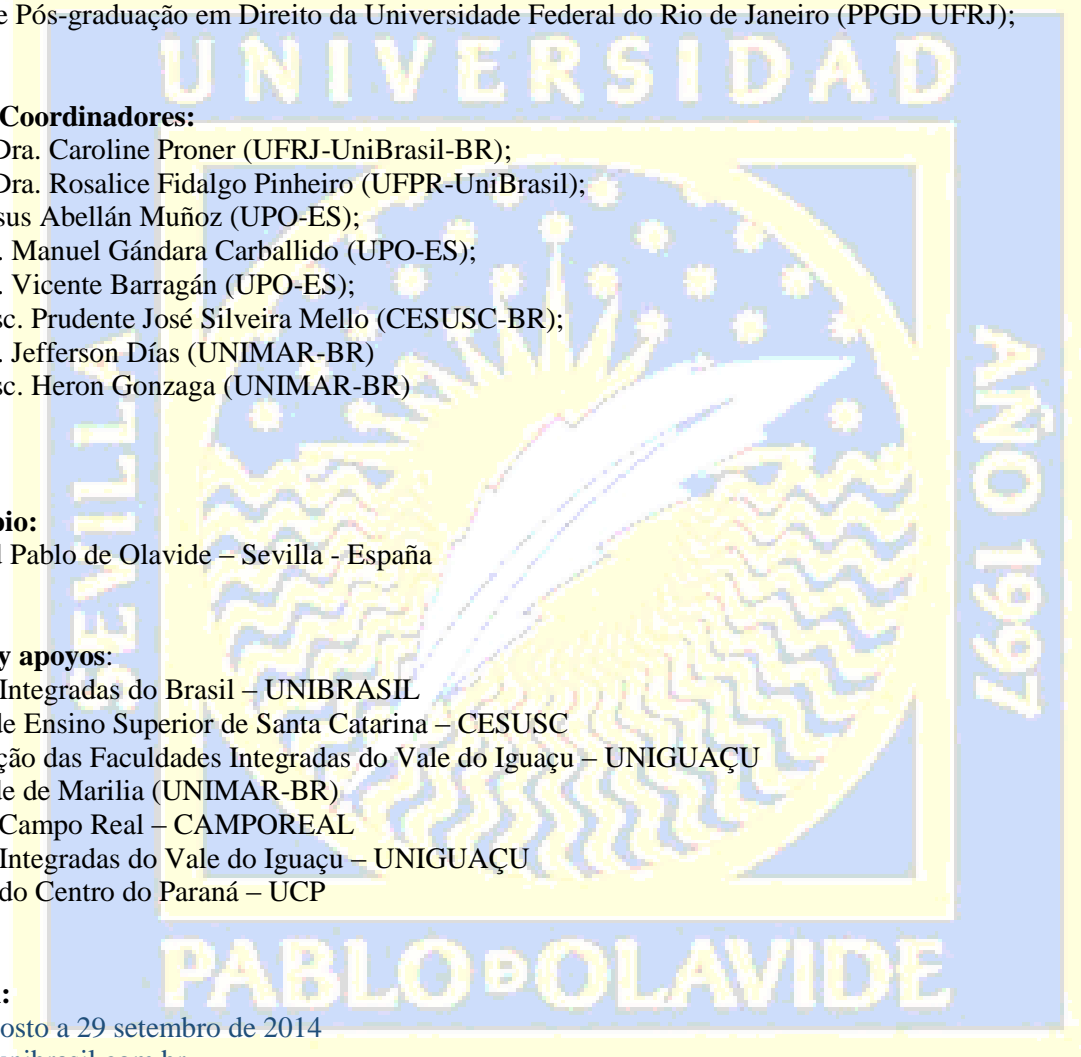 e Pós-graduação em Direito da Universidade Federal do Rio de Janeiro (PPGD UFRJ);
UNIVERSIDAD
Coordinadores:
Dra. Caroline Proner (UFRJ-UniBrasil-BR);
Dra. Rosalice Fidalgo Pinheiro (UFPR-UniBrasil);
sus Abellán Muñoz (UPO-ES);
. Manuel Gándara Carballido (UPO-ES);
. Vicente Barragán (UPO-ES);
sc. Prudente José Silveira Mello (CESUSC-BR);
. Jefferson Días (UNIMAR-BR)
sc. Heron Gonzaga (UNIMAR-BR)
SEVILLA
AÑO 1997
pio:
l Pablo de Olavide – Sevilla - España
y apoyos:
Integradas do Brasil – UNIBRASIL
de Ensino Superior de Santa Catarina – CESUSC
ção das Faculdades Integradas do Vale do Iguaçu – UNIGUAÇU
de de Marilia (UNIMAR-BR)
Campo Real – CAMPOREAL
Integradas do Vale do Iguaçu – UNIGUAÇU
do Centro do Paraná – UCP
PABLO DE OLAVIDE
:
osto a 29 setembro de 2014